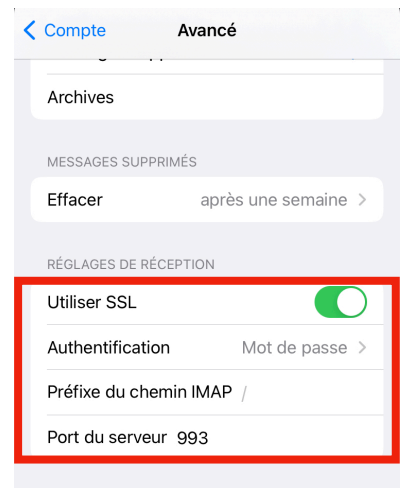 Compte Avancé
Archives
MESSAGES SUPPRIMÉS
Effacer après une semaine
RÉGLAGES DE RÉCEPTION
Utiliser SSL
Authentification Mot de passe
Préfixe du chemin IMAP /
Port du serveur 993